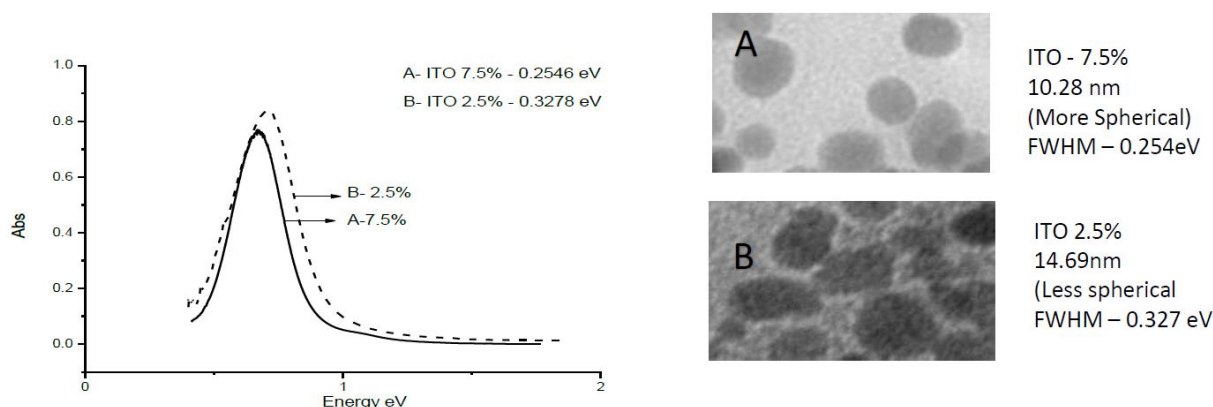 A- ITO 7.5% - 0.2546 eV
B- ITO 2.5% - 0.3278 eV
1.0
0.8
0.6
0.4
0.2
0.0
Abs
B- 2.5%
A-7.5%
0
1
2
Energy eV
A
ITO - 7.5%
10.28 nm
(More Spherical)
FWHM – 0.254eV
B
ITO 2.5%
14.69nm
(Less spherical
FWHM – 0.327 eV